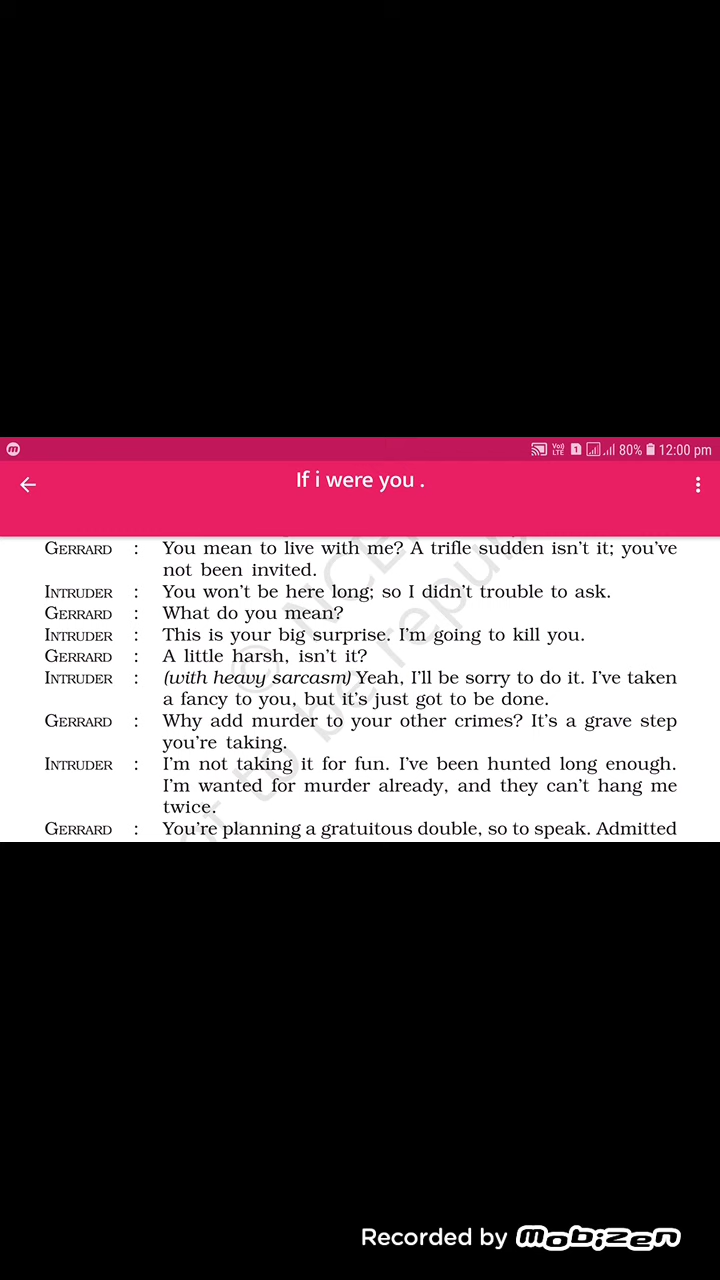 80% 12:00 pm
If i were you .
GERRARD : You mean to live with me? A trifle sudden isn't it; you've
not been invited.
INTRUDER : You won't be here long; so I didn't trouble to ask.
GERRARD : What do you mean?
INTRUDER : This is your big surprise. I'm going to kill you.
GERRARD : A little harsh, isn't it?
INTRUDER : (with heavy sarcasm) Yeah, I'll be sorry to do it. I've taken
a fancy to you, but it's just got to be done.
GERRARD : Why add murder to your other crimes? It's a grave step
you're taking.
INTRUDER : I'm not taking it for fun. I've been hunted long enough.
I'm wanted for murder already, and they can't hang me
twice.
GERRARD : You're planning a gratuitous double, so to speak. Admitted
Recorded by Mobizen